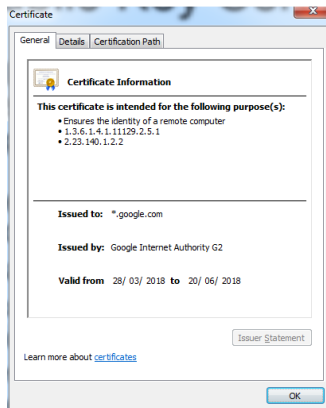 Certificate
General Details Certification Path
Certificate Information
This certificate is intended for the following purpose(s):
• Ensures the identity of a remote computer
• 1.3.6.1.4.1.11129.2.5.1
• 2.23.140.1.2.2
Issued to: *.google.com
Issued by: Google Internet Authority G2
Valid from 28/ 03/ 2018 to 20/ 06/ 2018
Issuer Statement
Learn more about certificates
OK